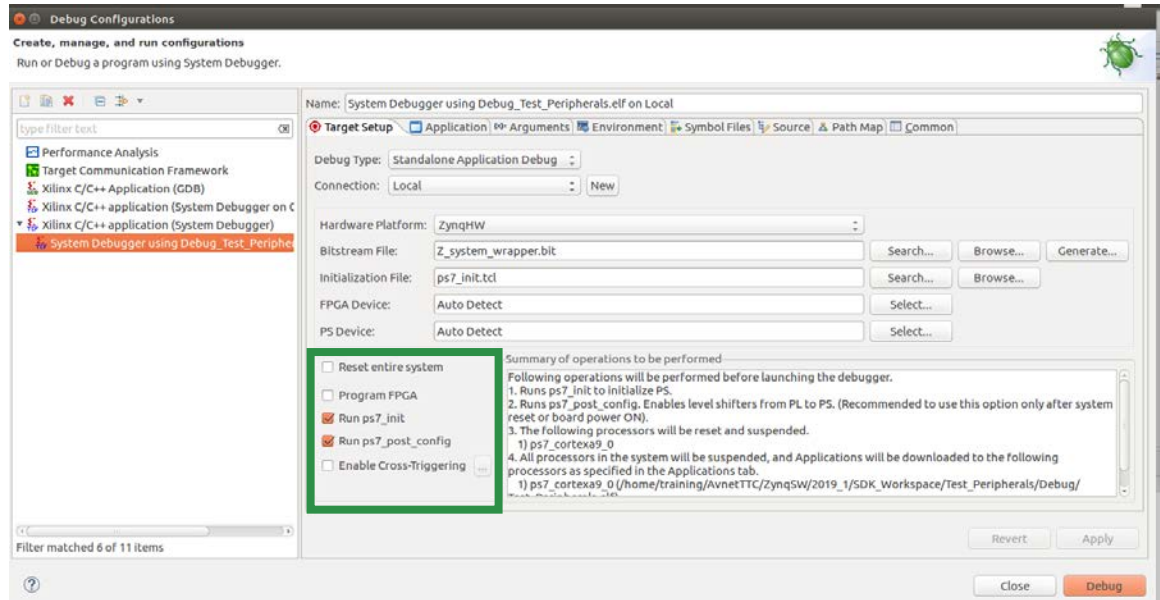 Debug Configurations
Create, manage, and run configurations
Run or Debug a program using System Debugger.
Name: System Debugger using Debug_Test_Peripherals.elf on Local
type filter text
Performance Analysis
Target Communication Framework
Xilinx C/C++ Application (GDB)
Xilinx C/C++ application (System Debugger on C
Xilinx C/C++ application (System Debugger)
System Debugger using Debug_Test_Peripher
Filter matched 6 of 11 items
Target Setup Application Arguments Environment Symbol Files Source Path Map Common
Debug Type: Standalone Application Debug
Connection: Local New
Hardware Platform: ZynqHW
Bitstream File: Z_system_wrapper.bit Search... Browse... Generate...
Initialization File: ps7_init.tcl Search... Browse...
FPGA Device: Auto Detect Select...
PS Device: Auto Detect Select...
Reset entire system
Program FPGA
Run ps7_init
Run ps7_post_config
Enable Cross-Triggering ...
Summary of operations to be performed
Following operations will be performed before launching the debugger.
1. Runs ps7_init to initialize PS.
2. Runs ps7_post_config. Enables level shifters from PL to PS. (Recommended to use this option only after system
reset or board power ON).
3. The following processors will be reset and suspended.
1) ps7_cortexa9_0
4. All processors in the system will be suspended, and Applications will be downloaded to the following
processors as specified in the Applications tab.
1) ps7_cortexa9_0 (/home/training/AvnetTTC/ZynqSW/2019_1/SDK_Workspace/Test_Peripherals/Debug/
Revert Apply
Close Debug